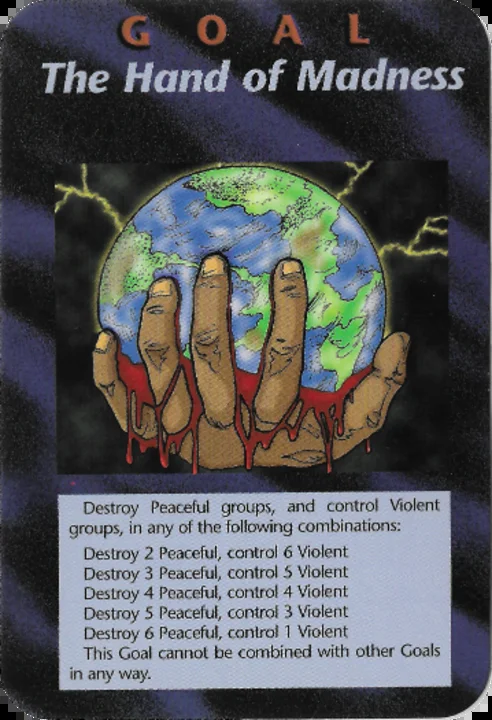 GOAL
The Hand of Madness
Destroy Peaceful groups, and control Violent
groups, in any of the following combinations:
Destroy 2 Peaceful, control 6 Violent
Destroy 3 Peaceful, control 5 Violent
Destroy 4 Peaceful, control 4 Violent
Destroy 5 Peaceful, control 3 Violent
Destroy 6 Peaceful, control 1 Violent
This Goal cannot be combined with other Goals
in any way.